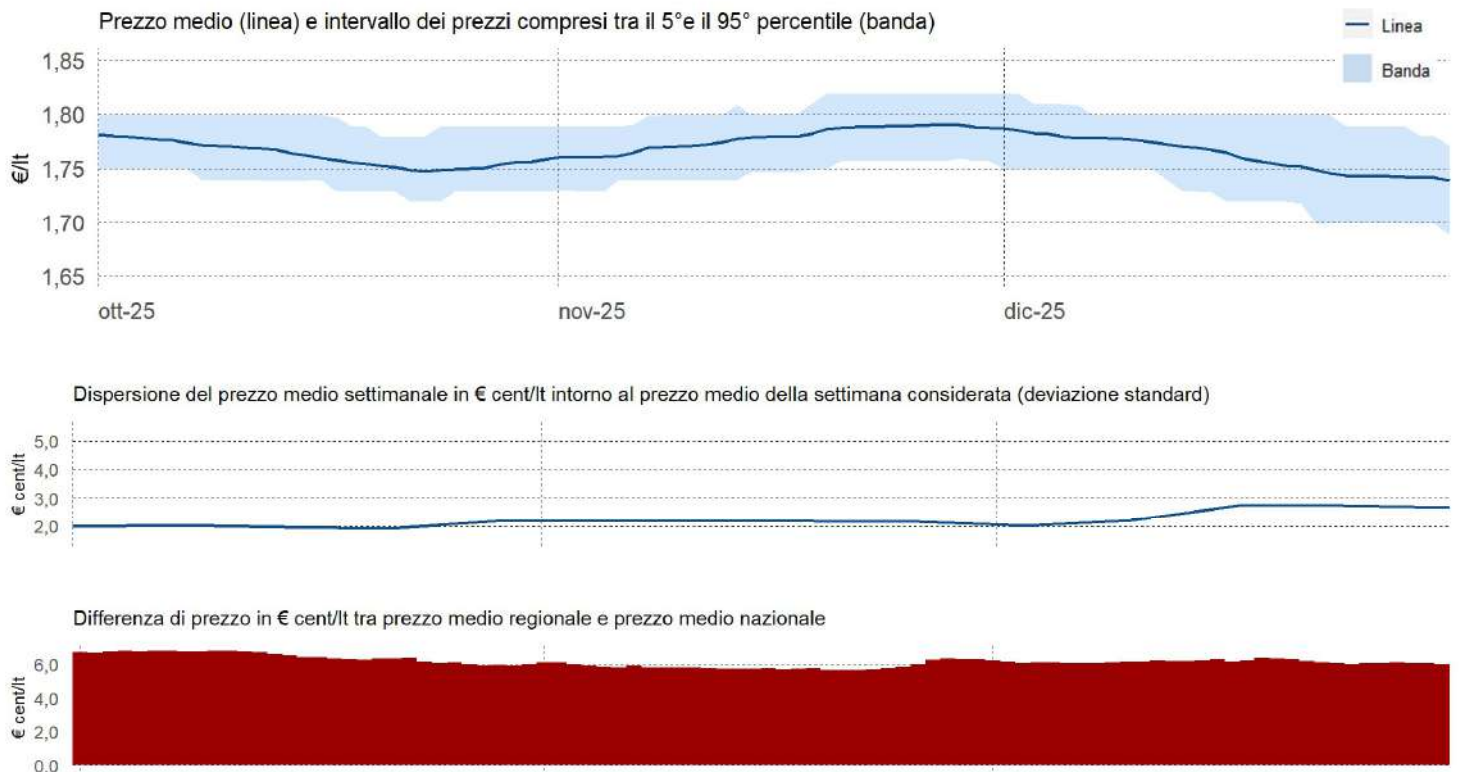 Prezzo medio (linea) e intervallo dei prezzi compresi tra il 5°e il 95° percentile (banda)
Linea
Banda
1,85
1,80
1,75
1,70
1,65
€/lt
ott-25
nov-25
dic-25
Dispersione del prezzo medio settimanale in € cent/lt intorno al prezzo medio della settimana considerata (deviazione standard)
5,0
4,0
3,0
2,0
€ cent/lt
Differenza di prezzo in € cent/lt tra prezzo medio regionale e prezzo medio nazionale
6,0
4,0
2,0
0,0
€ cent/lt